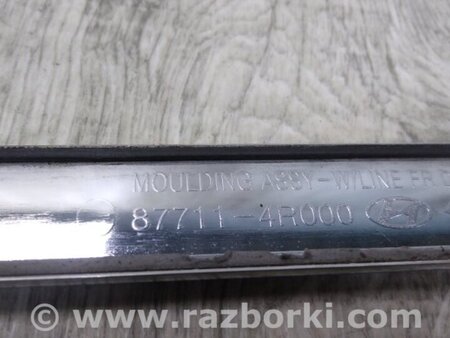 MOULDING ASSY-W/LINE FR
87711-4R000
© www.razborki.com